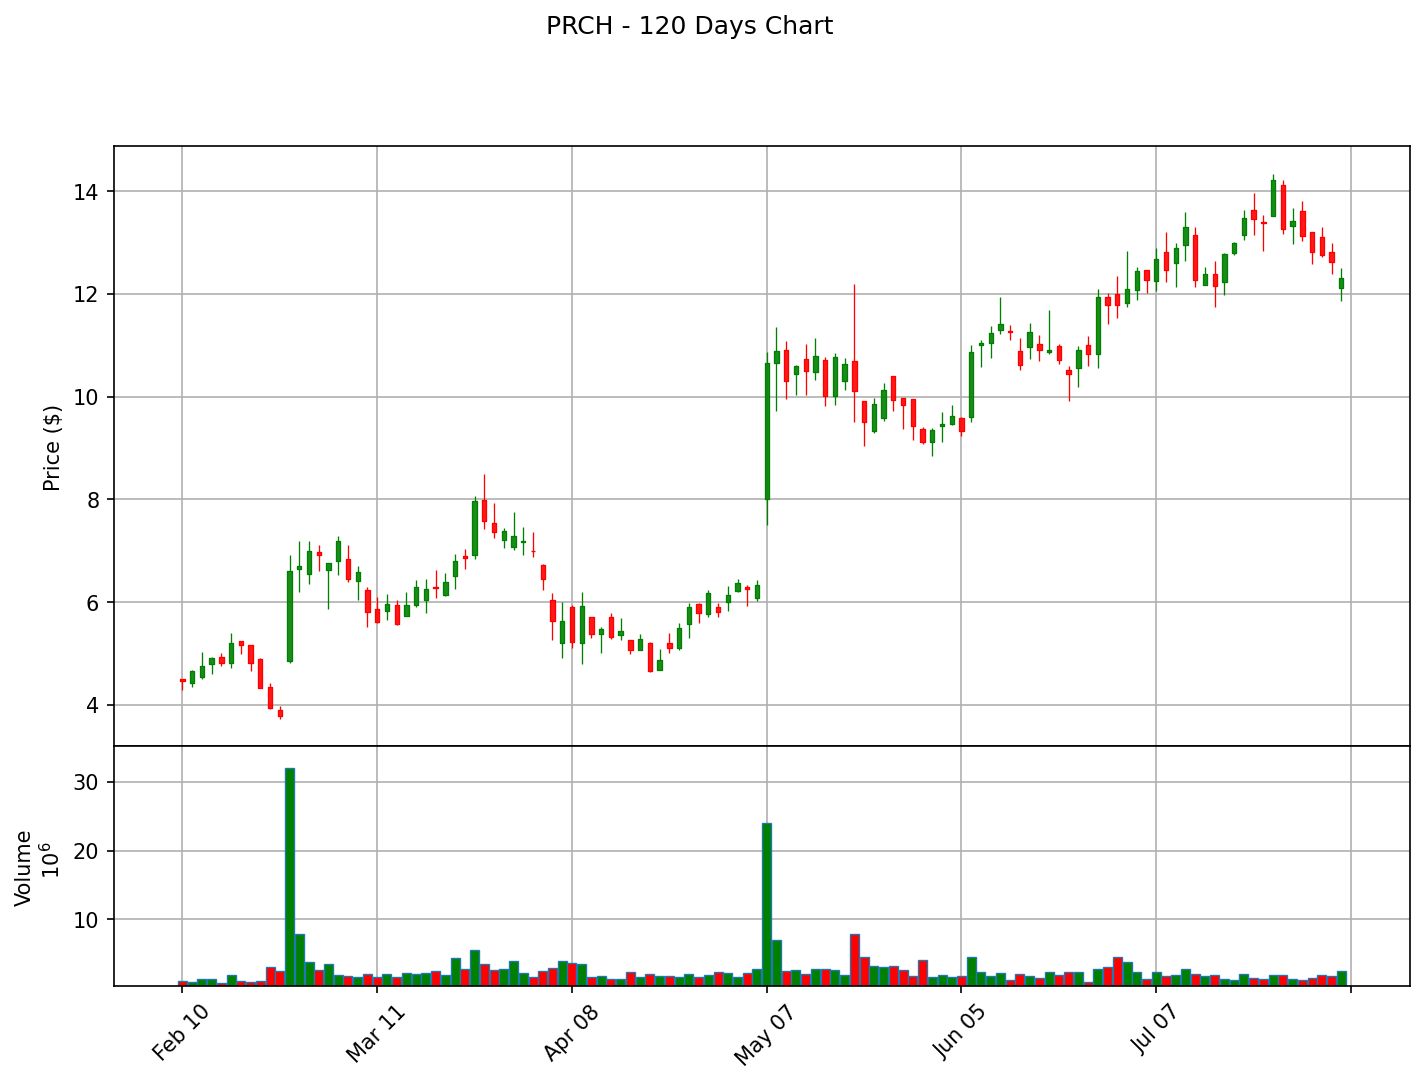 PRCH - 120 Days Chart
Price ($)
14
12
10
8
6
4
Volume
10⁶
30
20
10
Feb 10
Mar 11
Apr 08
May 07
Jun 05
Jul 07